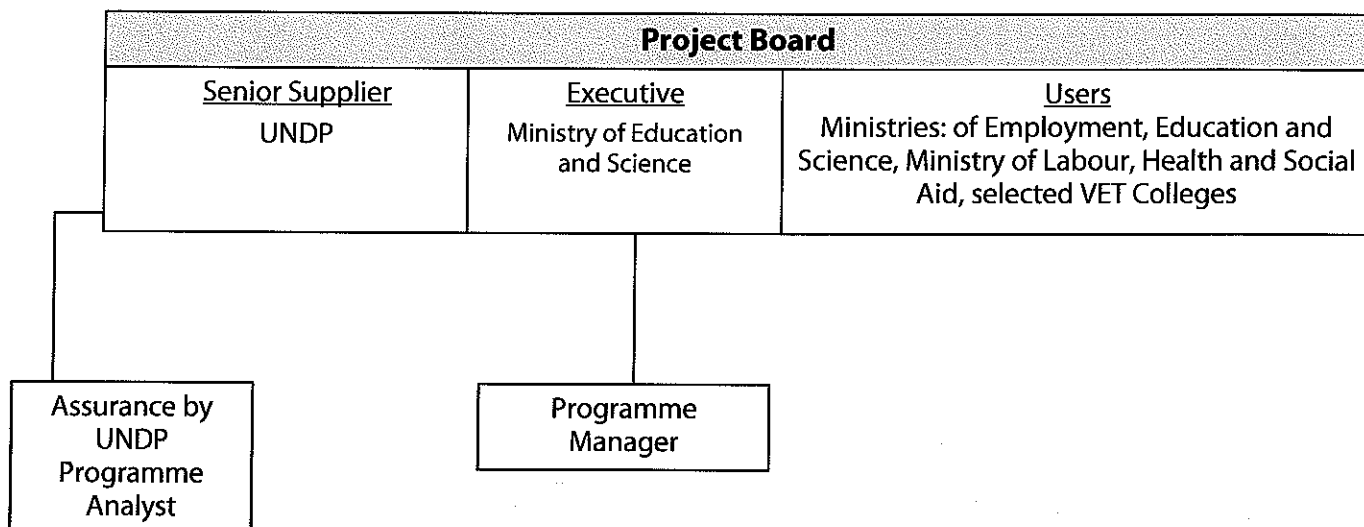 Project Board
Senior Supplier
UNDP
Executive
Ministry of Education
and Science
Users
Ministries: of Employment, Education and
Science, Ministry of Labour, Health and Social
Aid, selected VET Colleges
Assurance by
UNDP
Programme
Analyst
Programme
Manager